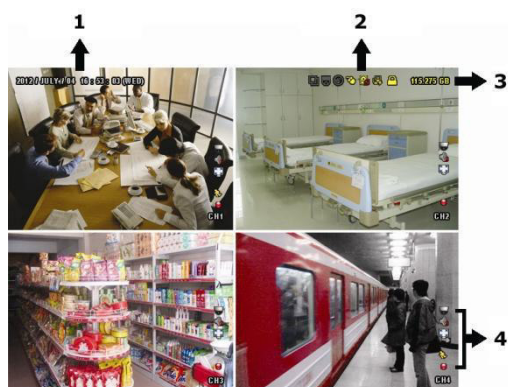 1
2
2012 / JULY / 04 16 : 53 : 03 (WED)
115.275 GB
3
CH1
CH2
4
CH3
CH4